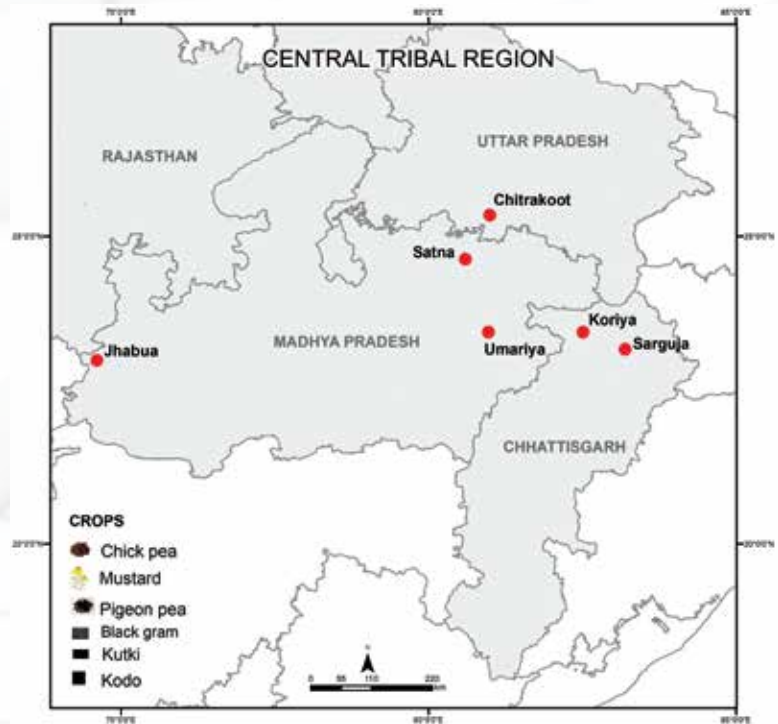 CENTRAL TRIBAL REGION
RAJASTHAN
UTTAR PRADESH
Chitrakoot
Satna
Koriya
MADHYA PRADESH
Umariya
Sarguja
Jhabua
CHHATTISGARH
CROPS
Chick pea
Mustard
Pigeon pea
Black gram
Kutki
Kodo
N
0 55 110 220
km